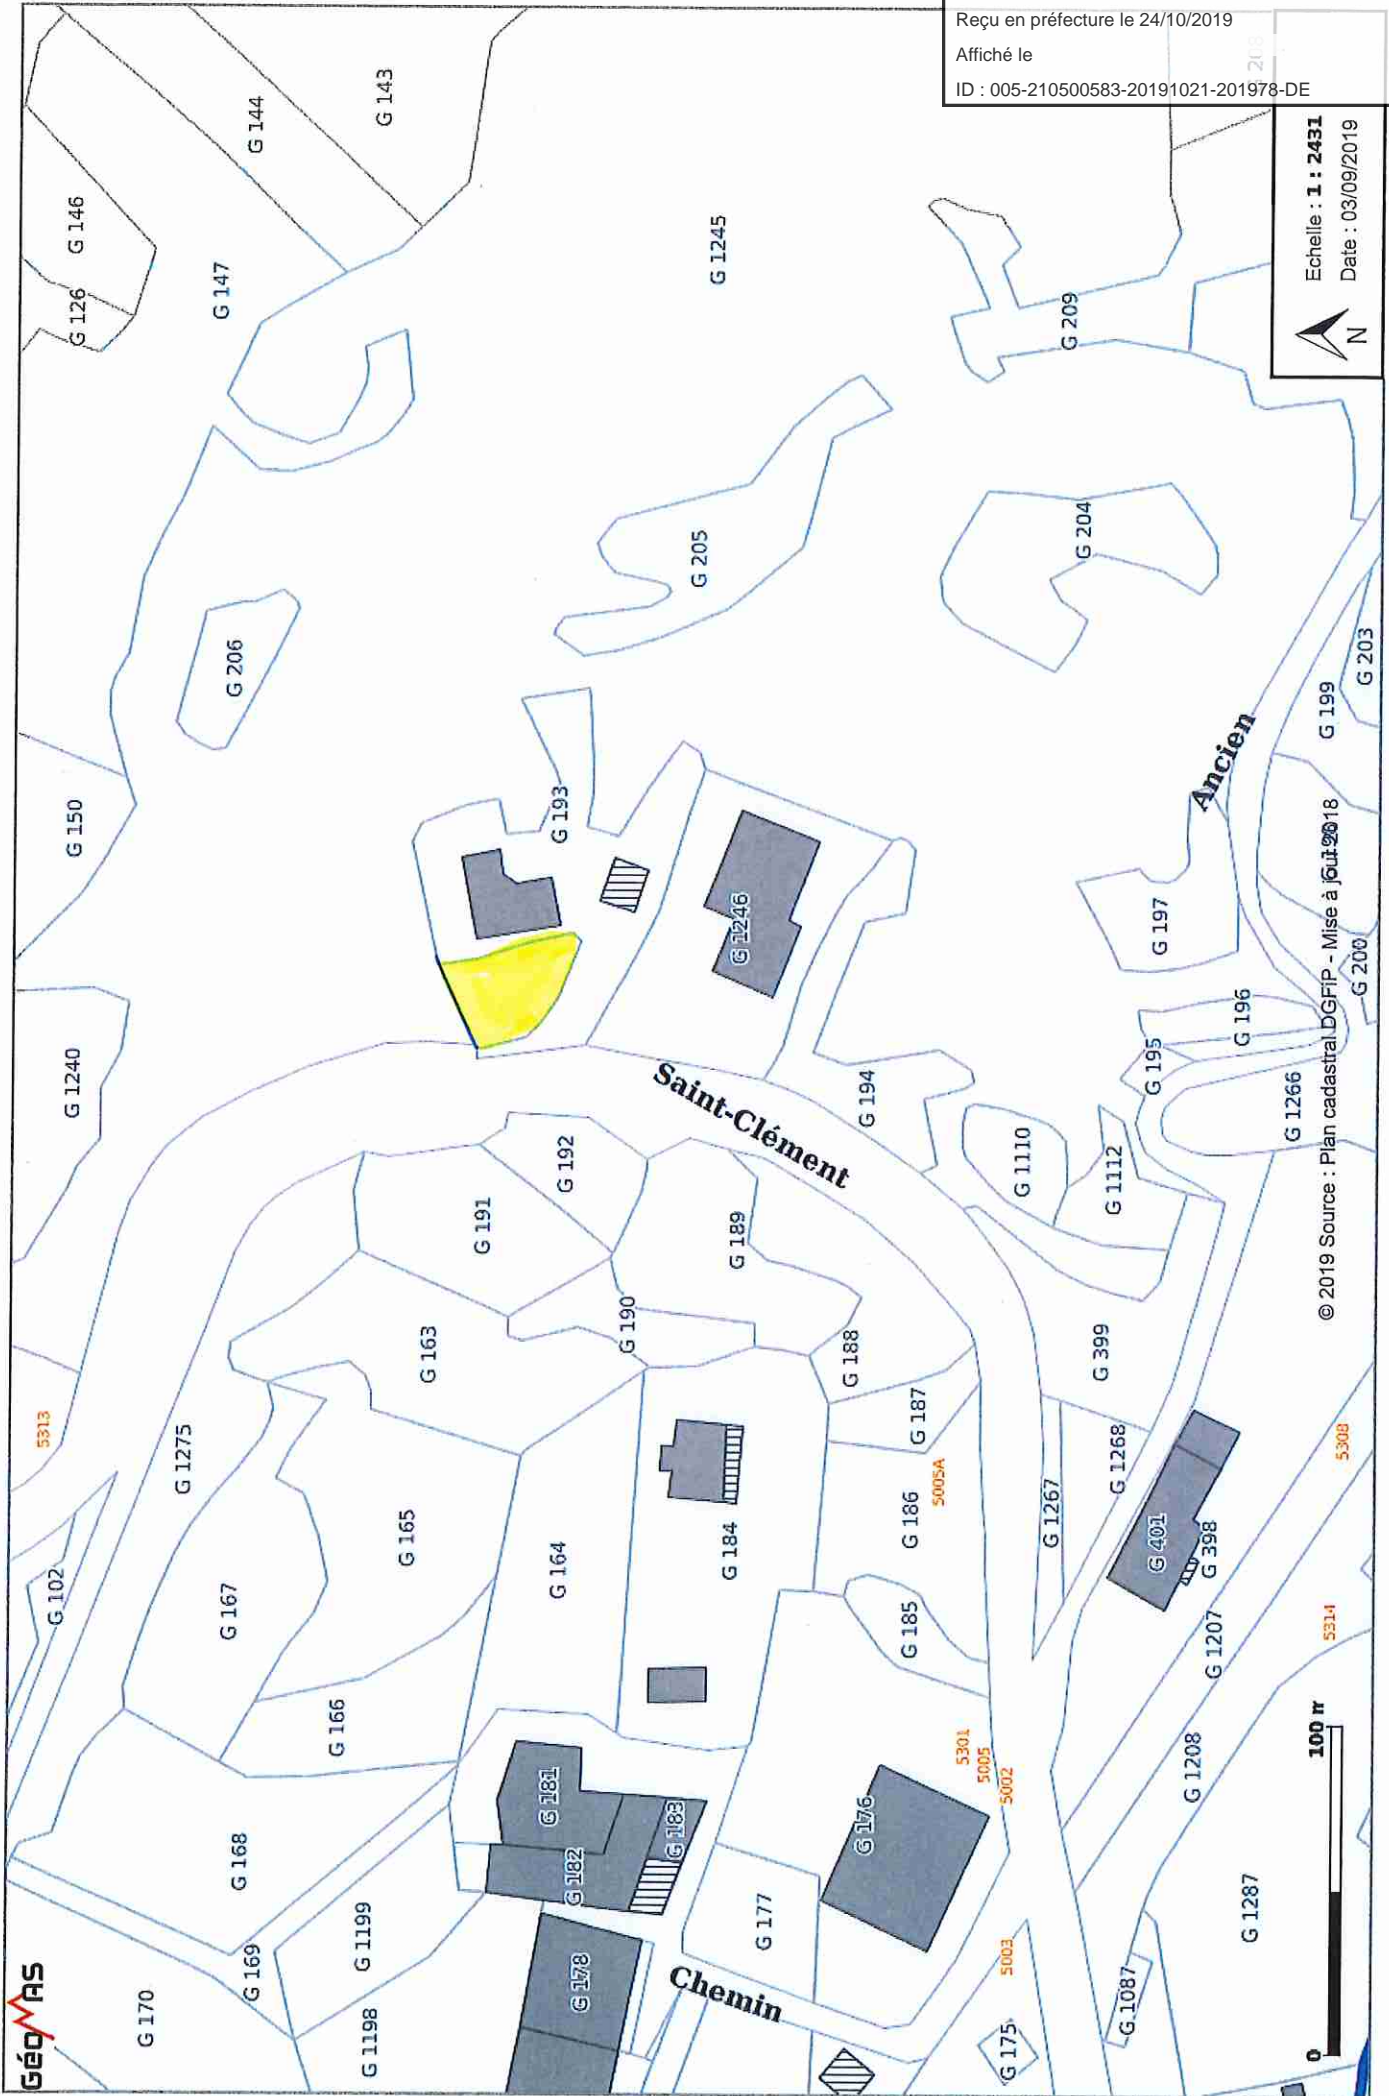 Reçu en préfecture le 24/10/2019
Affiché le
ID : 005-210500583-20191021-201978-DE
GéoMAS
Echelle : 1 : 2431
Date : 03/09/2019
N
G 208
G 143
G 144
G 146
G 126
G 147
G 1245
G 209
G 204
G 205
G 206
G 203
G 199
G 150
G 193
G 1246
G 197
G 200
G 196
G 195
G 1266
G 194
G 1240
G 1110
G 1112
G 192
G 191
G 189
G 190
G 188
G 187
G 163
G 399
G 1268
G 1267
G 401
G 398
5313
G 1275
G 165
G 164
G 184
G 186
5005A
G 185
G 102
G 167
G 166
G 1207
5308
5314
G 1208
G 181
G 182
G 183
G 176
5301
5005
5002
G 168
G 169
G 1199
G 1198
G 170
G 178
G 177
5003
G 175
G 1087
G 1287
Chemin
Ancien
Saint-Clément
0
100 m
© 2019 Source : Plan cadastral DGFiP - Mise à jour 2018